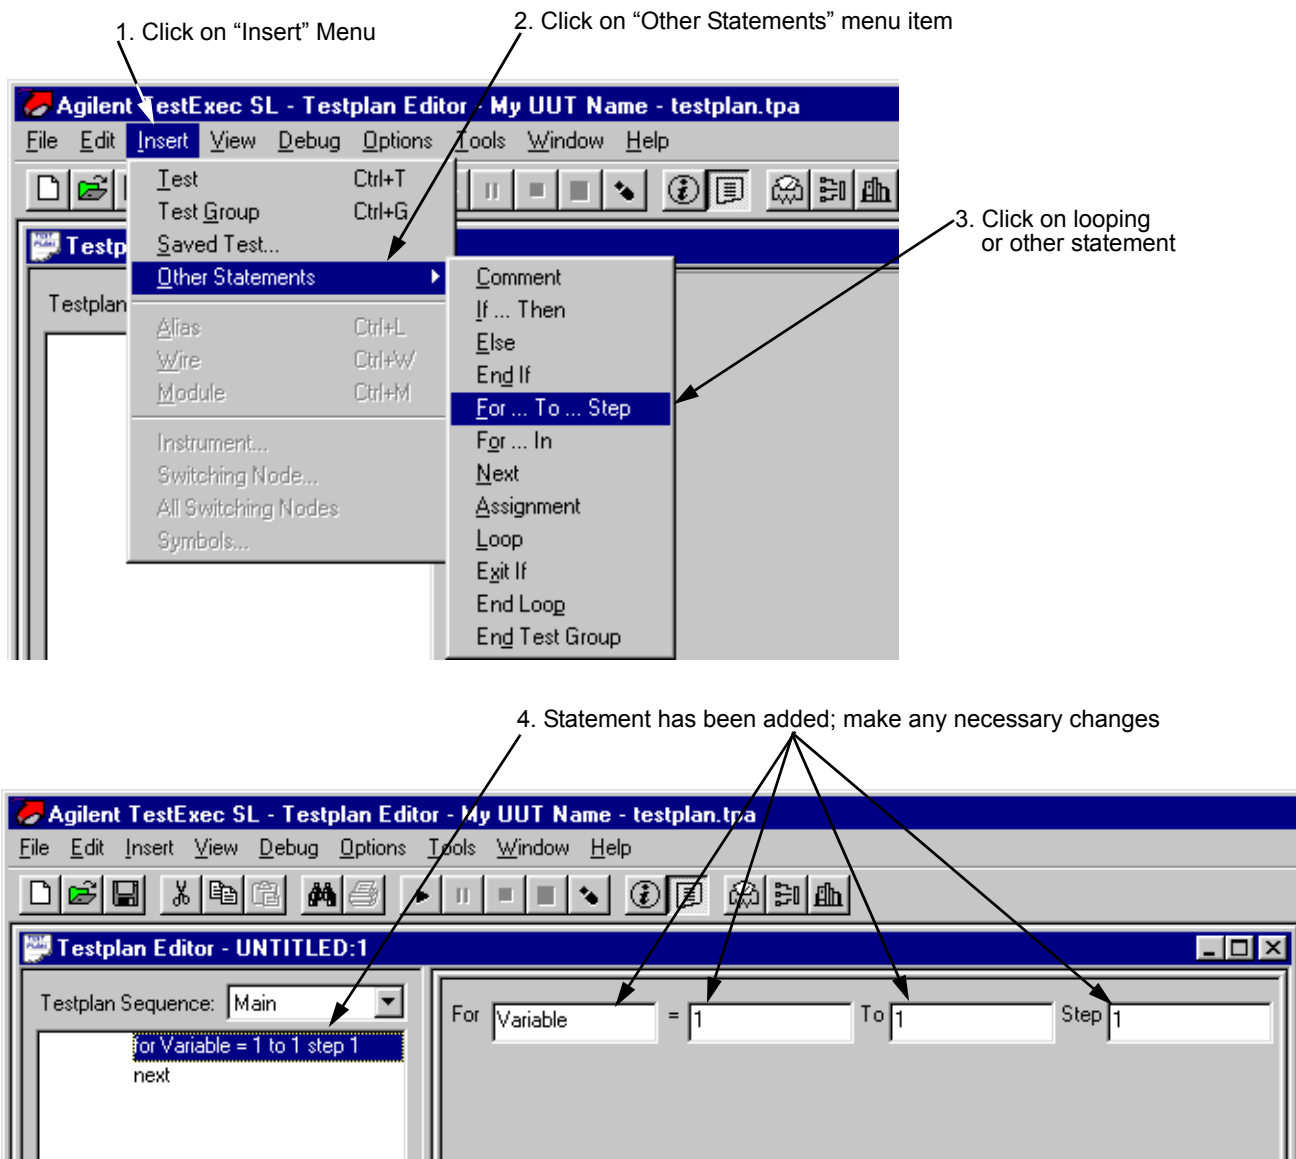 1. Click on “Insert” Menu
2. Click on “Other Statements” menu item
Agilent TestExec SL - Testplan Editor - My UUT Name - testplan.tpa
File Edit Insert View Debug Options Tools Window Help
Test Ctrl+T
Test Group Ctrl+G
Saved Test...
Other Statements
Alias Ctrl+L
Wire Ctrl+W
Module Ctrl+M
Instrument...
Switching Node...
All Switching Nodes
Symbols...
Testp
Testplan
Comment
If ... Then
Else
End If
For ... To ... Step
For ... In
Next
Assignment
Loop
Exit If
End Loop
End Test Group
3. Click on looping
or other statement
4. Statement has been added; make any necessary changes
Agilent TestExec SL - Testplan Editor - My UUT Name - testplan.tpa
File Edit Insert View Debug Options Tools Window Help
Testplan Editor - UNTITLED:1
Testplan Sequence: Main
for Variable = 1 to 1 step 1
next
For Variable = 1 To 1 Step 1